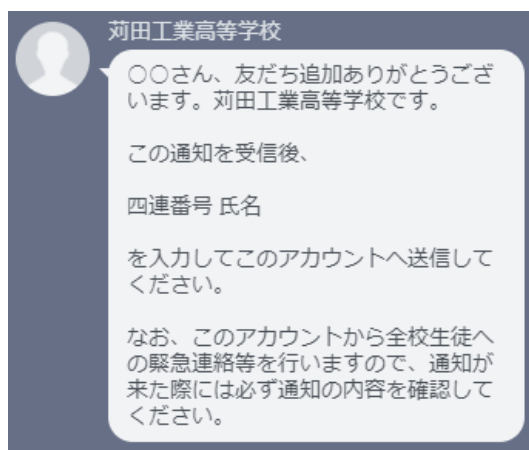 苅田工業高等学校
〇〇さん、友だち追加ありがとうござ
います。苅田工業高等学校です。
この通知を受信後、
四連番号 氏名
を入力してこのアカウントへ送信して
ください。
なお、このアカウントから全校生徒へ
の緊急連絡等を行いますので、通知が
来た際には必ず通知の内容を確認して
ください。